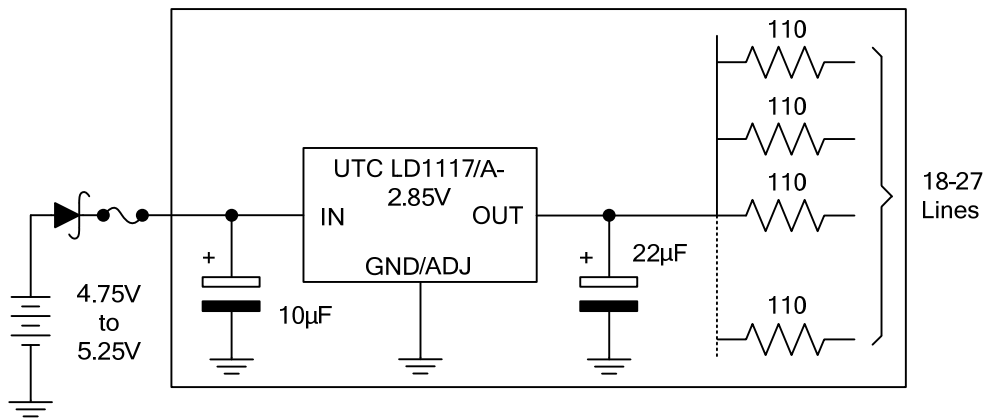 110
110
UTC LD1117/A-
2.85V
110
18-27
Lines
IN
OUT
+
+
22µF
GND/ADJ
4.75V
to
5.25V
10µF
110